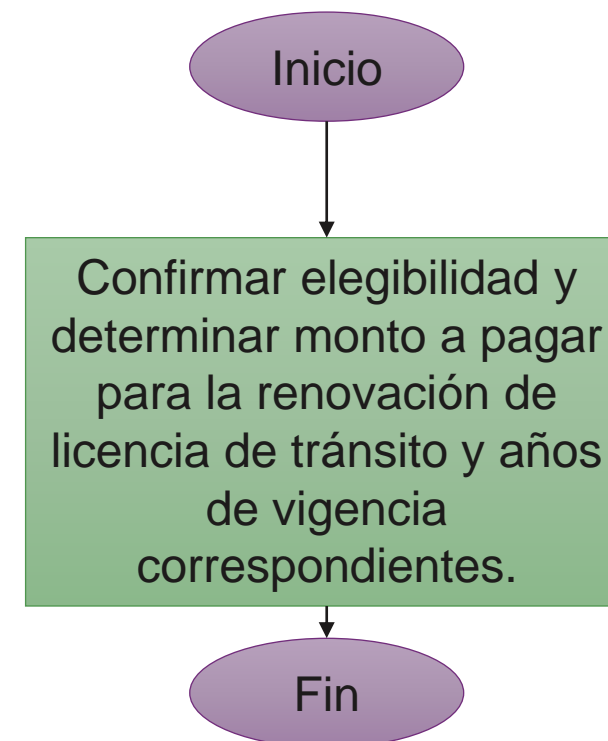 Inicio
Confirmar elegibilidad y
determinar monto a pagar
para la renovación de
licencia de tránsito y años
de vigencia
correspondientes.
Fin